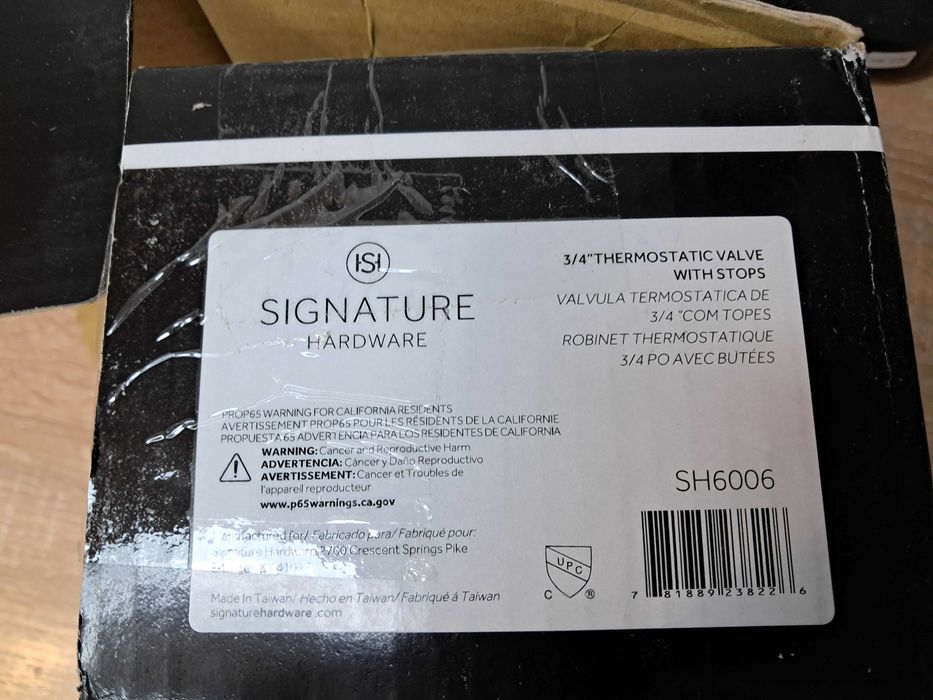 SIGNATURE
HARDWARE
3/4"THERMOSTATIC VALVE
WITH STOPS
VALVULA TERMOSTATICA DE
3/4 "COM TOPES
ROBINET THERMOSTATIQUE
3/4 PO AVEC BUTÉES
PROP65 WARNING FOR CALIFORNIA RESIDENTS
AVERTISSEMENT PROP65 POUR LES RÉSIDENTS DE LA CALIFORNIE
PROPUESTA 65 ADVERTENCIA PARA LOS RESIDENTES DE CALIFORNIA
WARNING: Cancer and Reproductive Harm
ADVERTENCIA: Cáncer y Daño Reproductivo
AVERTISSEMENT: Cancer et Troubles de
l'appareil reproducteur
www.p65warnings.ca.gov
SH6006
Manufactured for/ Fabricado para/ Fabriqué pour:
Signature Hardware 2700 Crescent Springs Pike
UPC
C ®
7 81889 23822 6
Made In Taiwan/ Hecho en Taiwan/ Fabriqué á Taiwan
signaturehardware.com